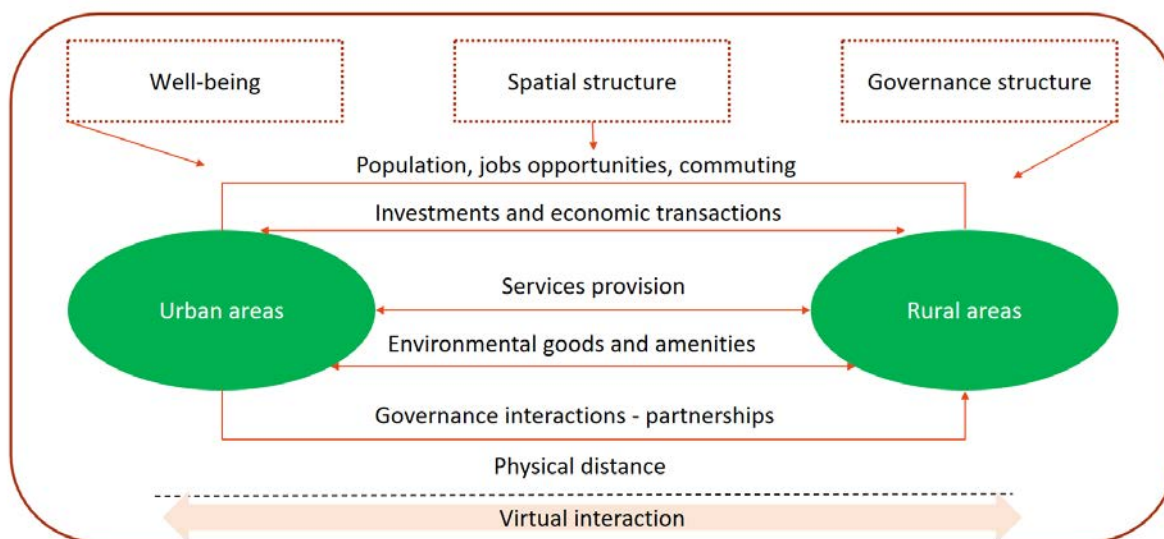 Well-being
Spatial structure
Governance structure
Population, jobs opportunities, commuting
Investments and economic transactions
Services provision
Urban areas
Rural areas
Environmental goods and amenities
Governance interactions - partnerships
Physical distance
Virtual interaction